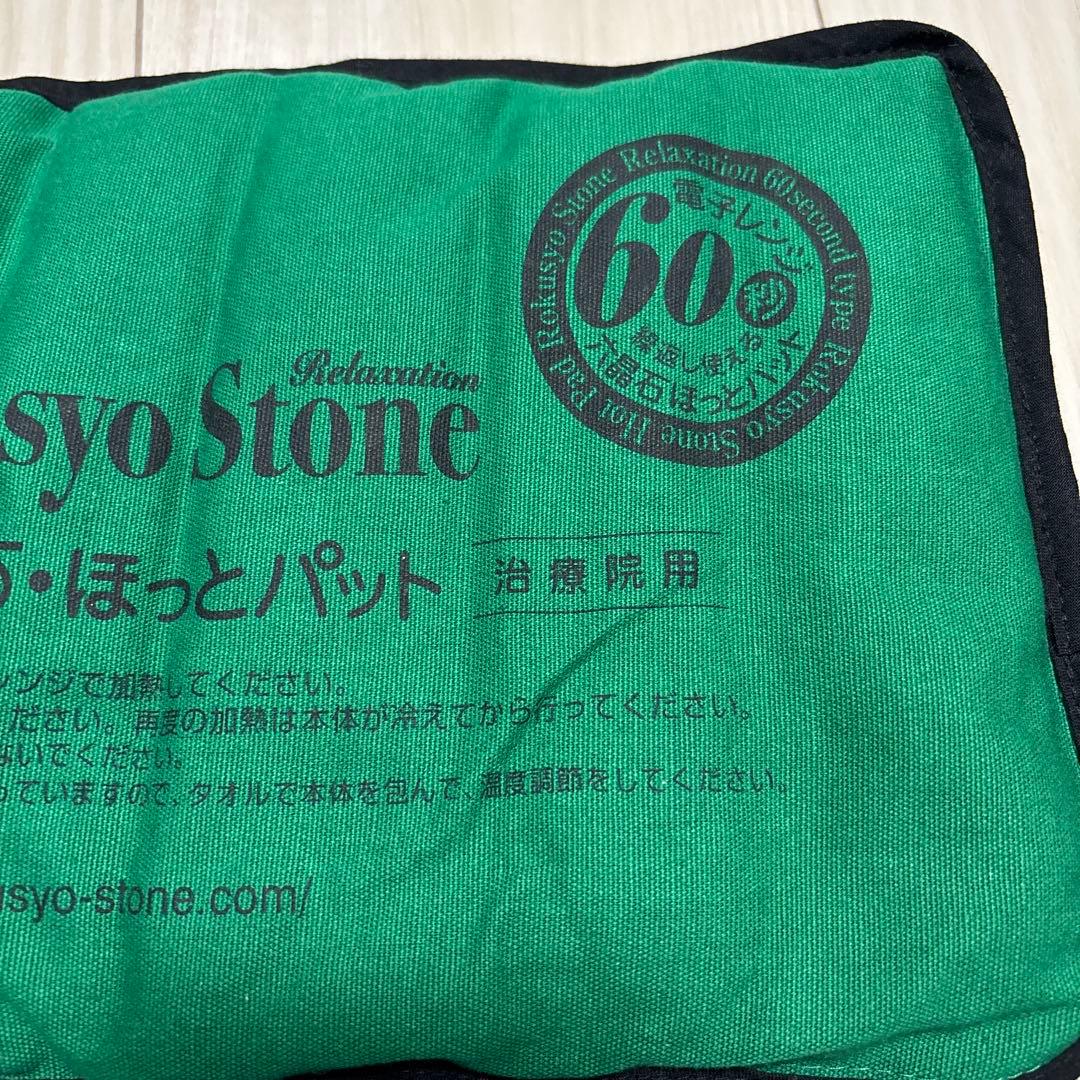 Rokusyo Stone Relaxation 60second type Rokusyo Stone Hot Pad
電子レンジ
60秒
繰返し使える
六晶石ほっとパット
Relaxation
syo Stone
・ほっとパット
治療院用
レンジで加熱してください。
ください。再度の加熱は本体が冷えてから行ってください。
ないでください。
っていますので、タオルで本体を包んで、温度調節をしてください。
usyo-stone.com/